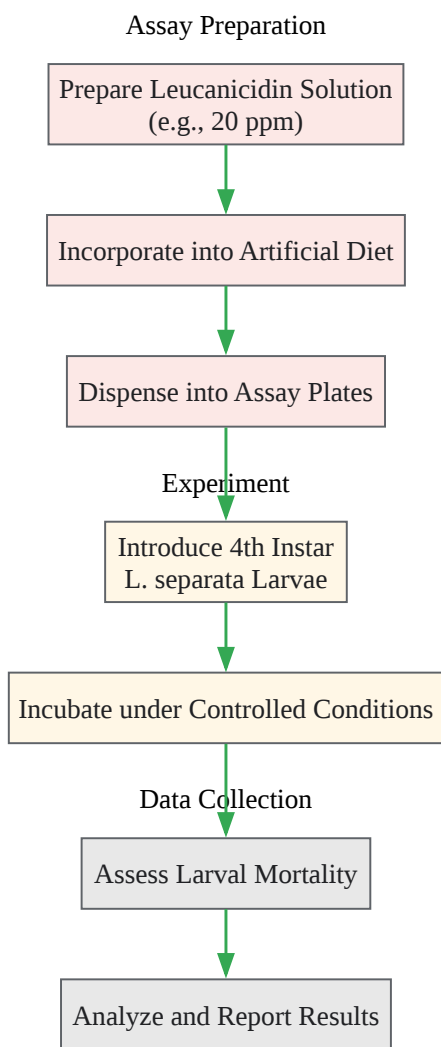 Assay Preparation
Prepare Leucanicidin Solution
(e.g., 20 ppm)
Incorporate into Artificial Diet
Dispense into Assay Plates
Experiment
Introduce 4th Instar
L. separata Larvae
Incubate under Controlled Conditions
Data Collection
Assess Larval Mortality
Analyze and Report Results